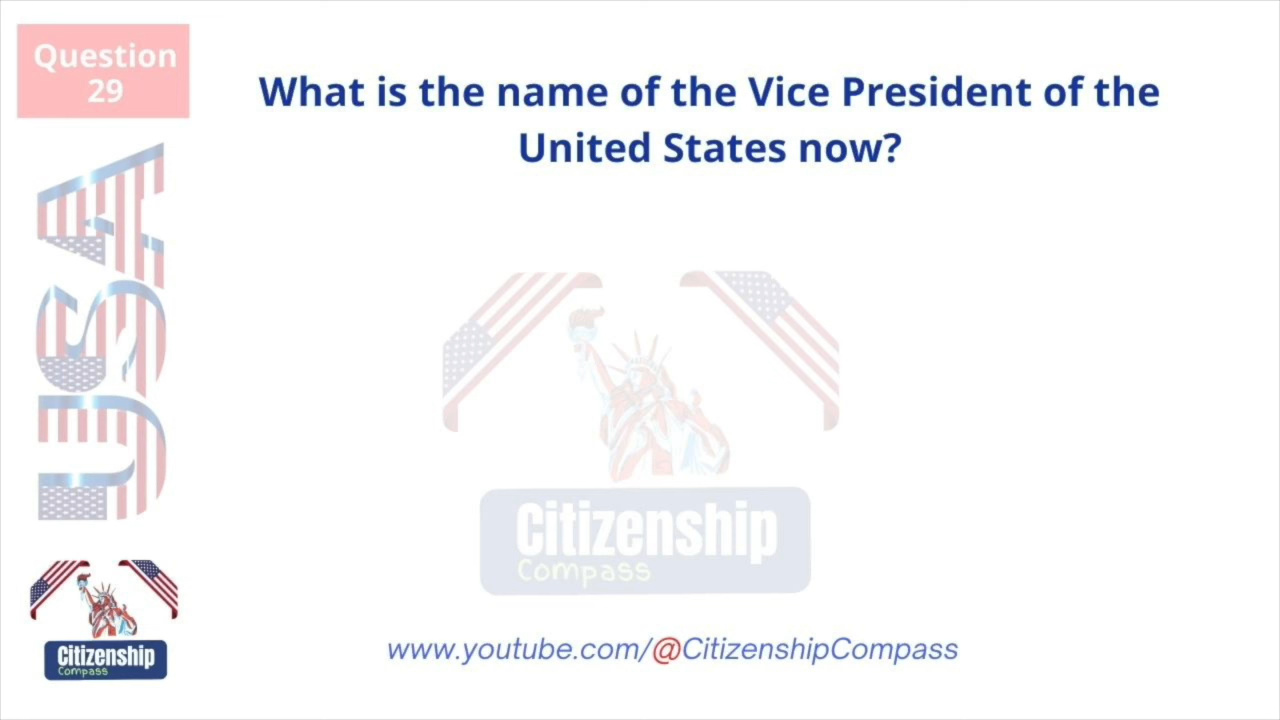 Question
29
What is the name of the Vice President of the
United States now?
USA
Citizenship
Compass
Citizenship
Compass
www.youtube.com/@CitizenshipCompass